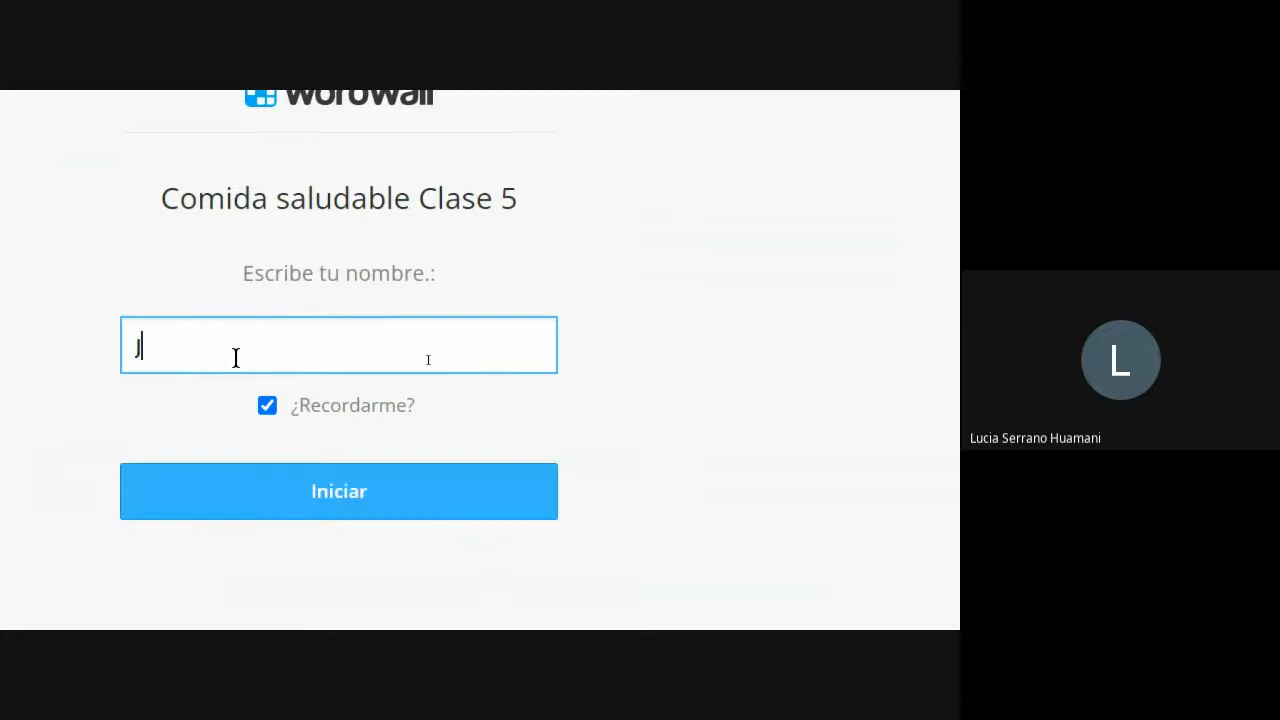 Wordwall
Comida saludable Clase 5
Escribe tu nombre.:
J
¿Recordarme?
Iniciar
L
Lucia Serrano Huamani